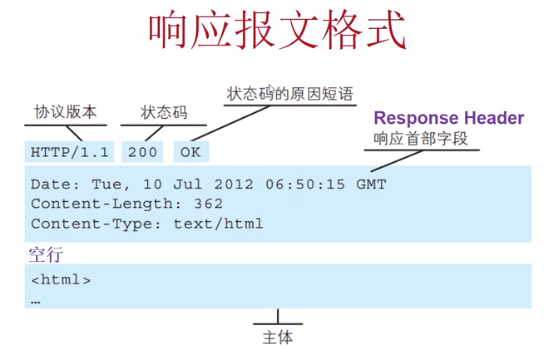 响应报文格式
状态码的原因短语
协议版本
状态码
Response Header
响应首部字段
HTTP/1.1 200 OK
Date: Tue, 10 Jul 2012 06:50:15 GMT
Content-Length: 362
Content-Type: text/html
空行
<html>
…
主体